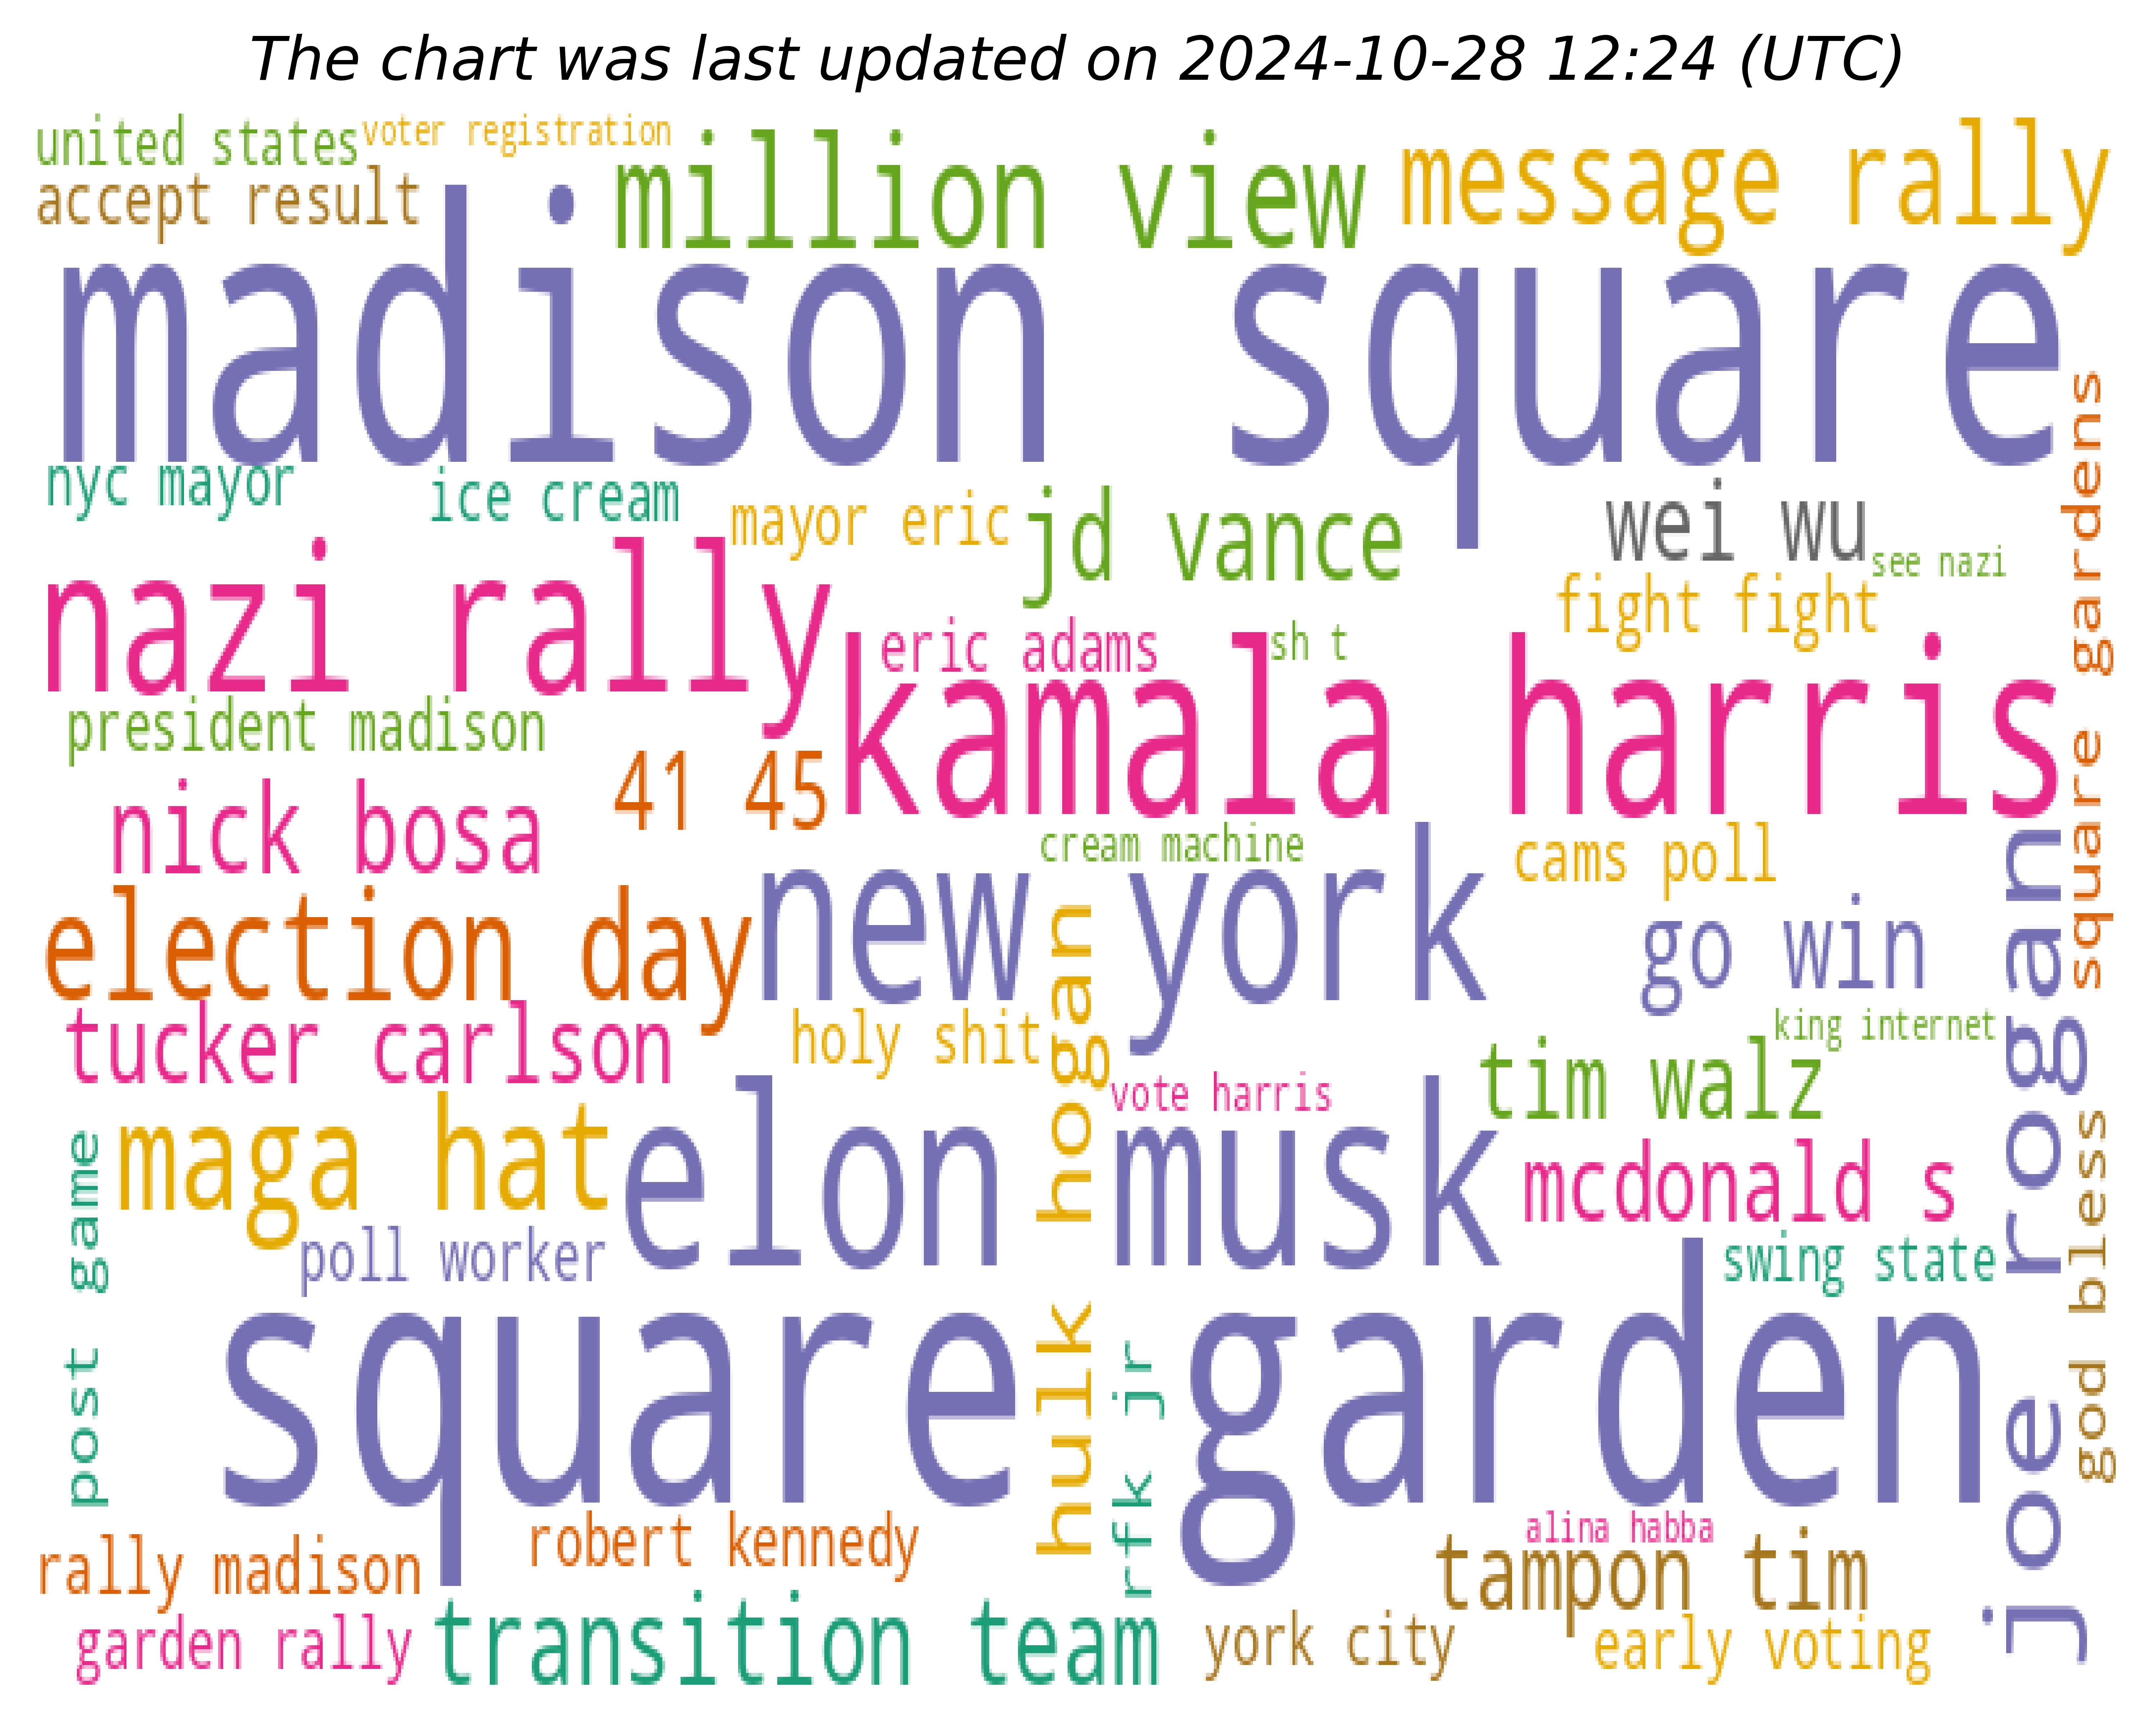 The chart was last updated on 2024-10-28 12:24 (UTC)
united states
voter registration
accept result
million view
message rally
madison square
nyc mayor
ice cream
mayor eric
jd vance
wei wu
see nazi
square gardens
nazi rally
eric adams
sh t
fight fight
kamala harris
president madison
41 45
nick bosa
cream machine
cams poll
election day
new york
go win
joe rogan
tucker carlson
holy shit
hulk hogan
king internet
tim walz
vote harris
maga hat
elon musk
mcdonald s
god bless
post game
poll worker
swing state
square garden
rfk jr
rally madison
robert kennedy
alina habba
tampon tim
garden rally
transition team
york city
early voting